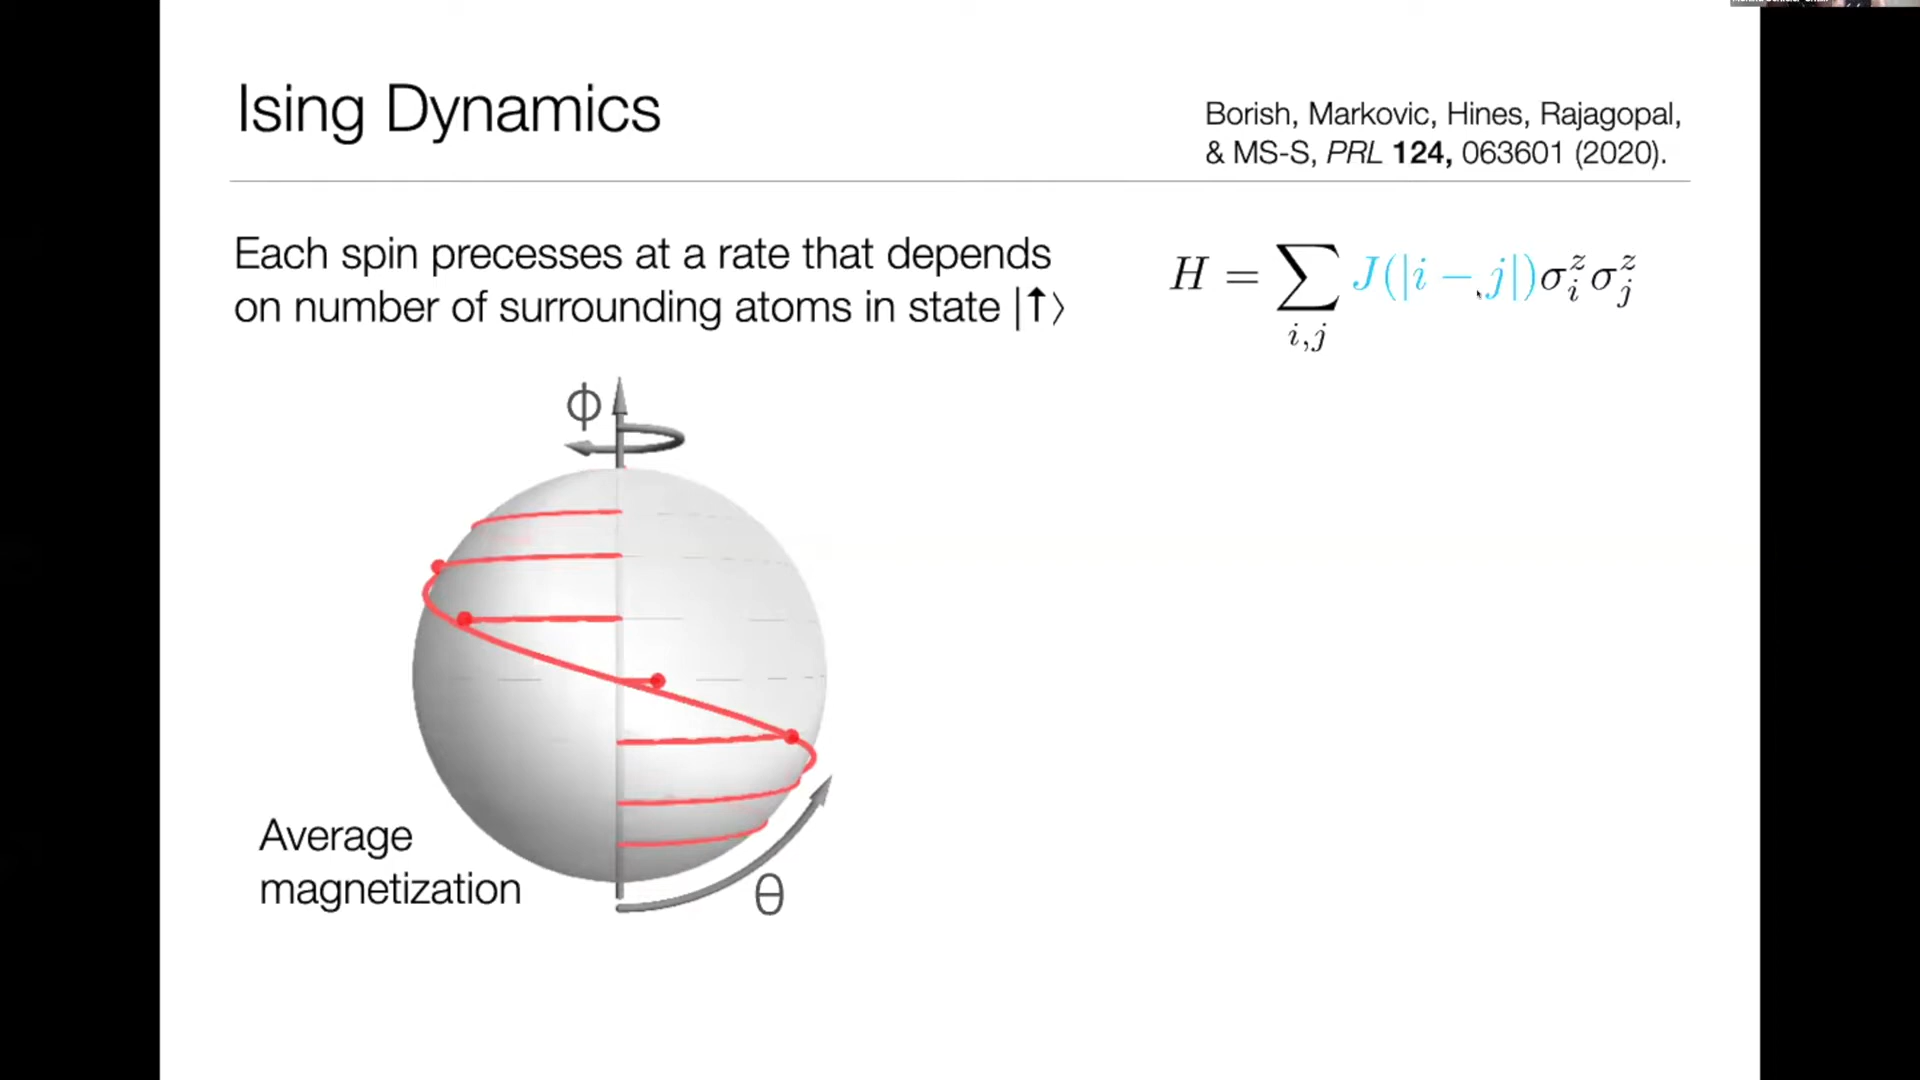 Ising Dynamics
Borish, Markovic, Hines, Rajagopal,
& MS-S, PRL 124, 063601 (2020).
Each spin precesses at a rate that depends
on number of surrounding atoms in state |↑⟩
H = ∑_{i,j} J(|i − j|)σ_i^z σ_j^z
ϕ
Average
magnetization
θ